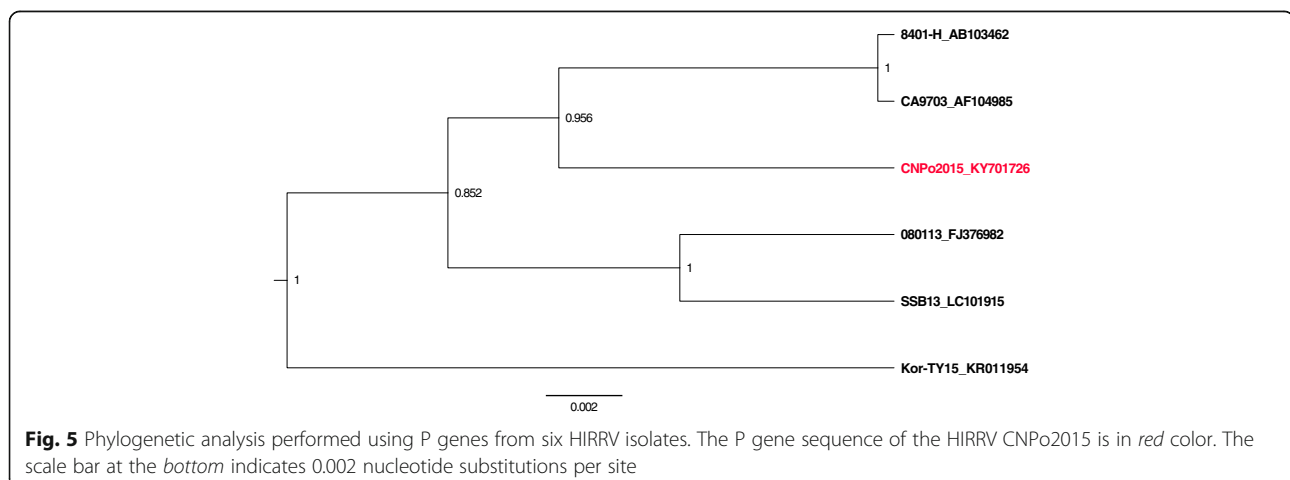 8401-H_AB103462
1
CA9703_AF104985
0.956
CNPo2015_KY701726
0.852
080113_FJ376982
1
SSB13_LC101915
1
Kor-TY15_KR011954
0.002
Fig. 5 Phylogenetic analysis performed using P genes from six HIRRV isolates. The P gene sequence of the HIRRV CNPo2015 is in red color. The
scale bar at the bottom indicates 0.002 nucleotide substitutions per site